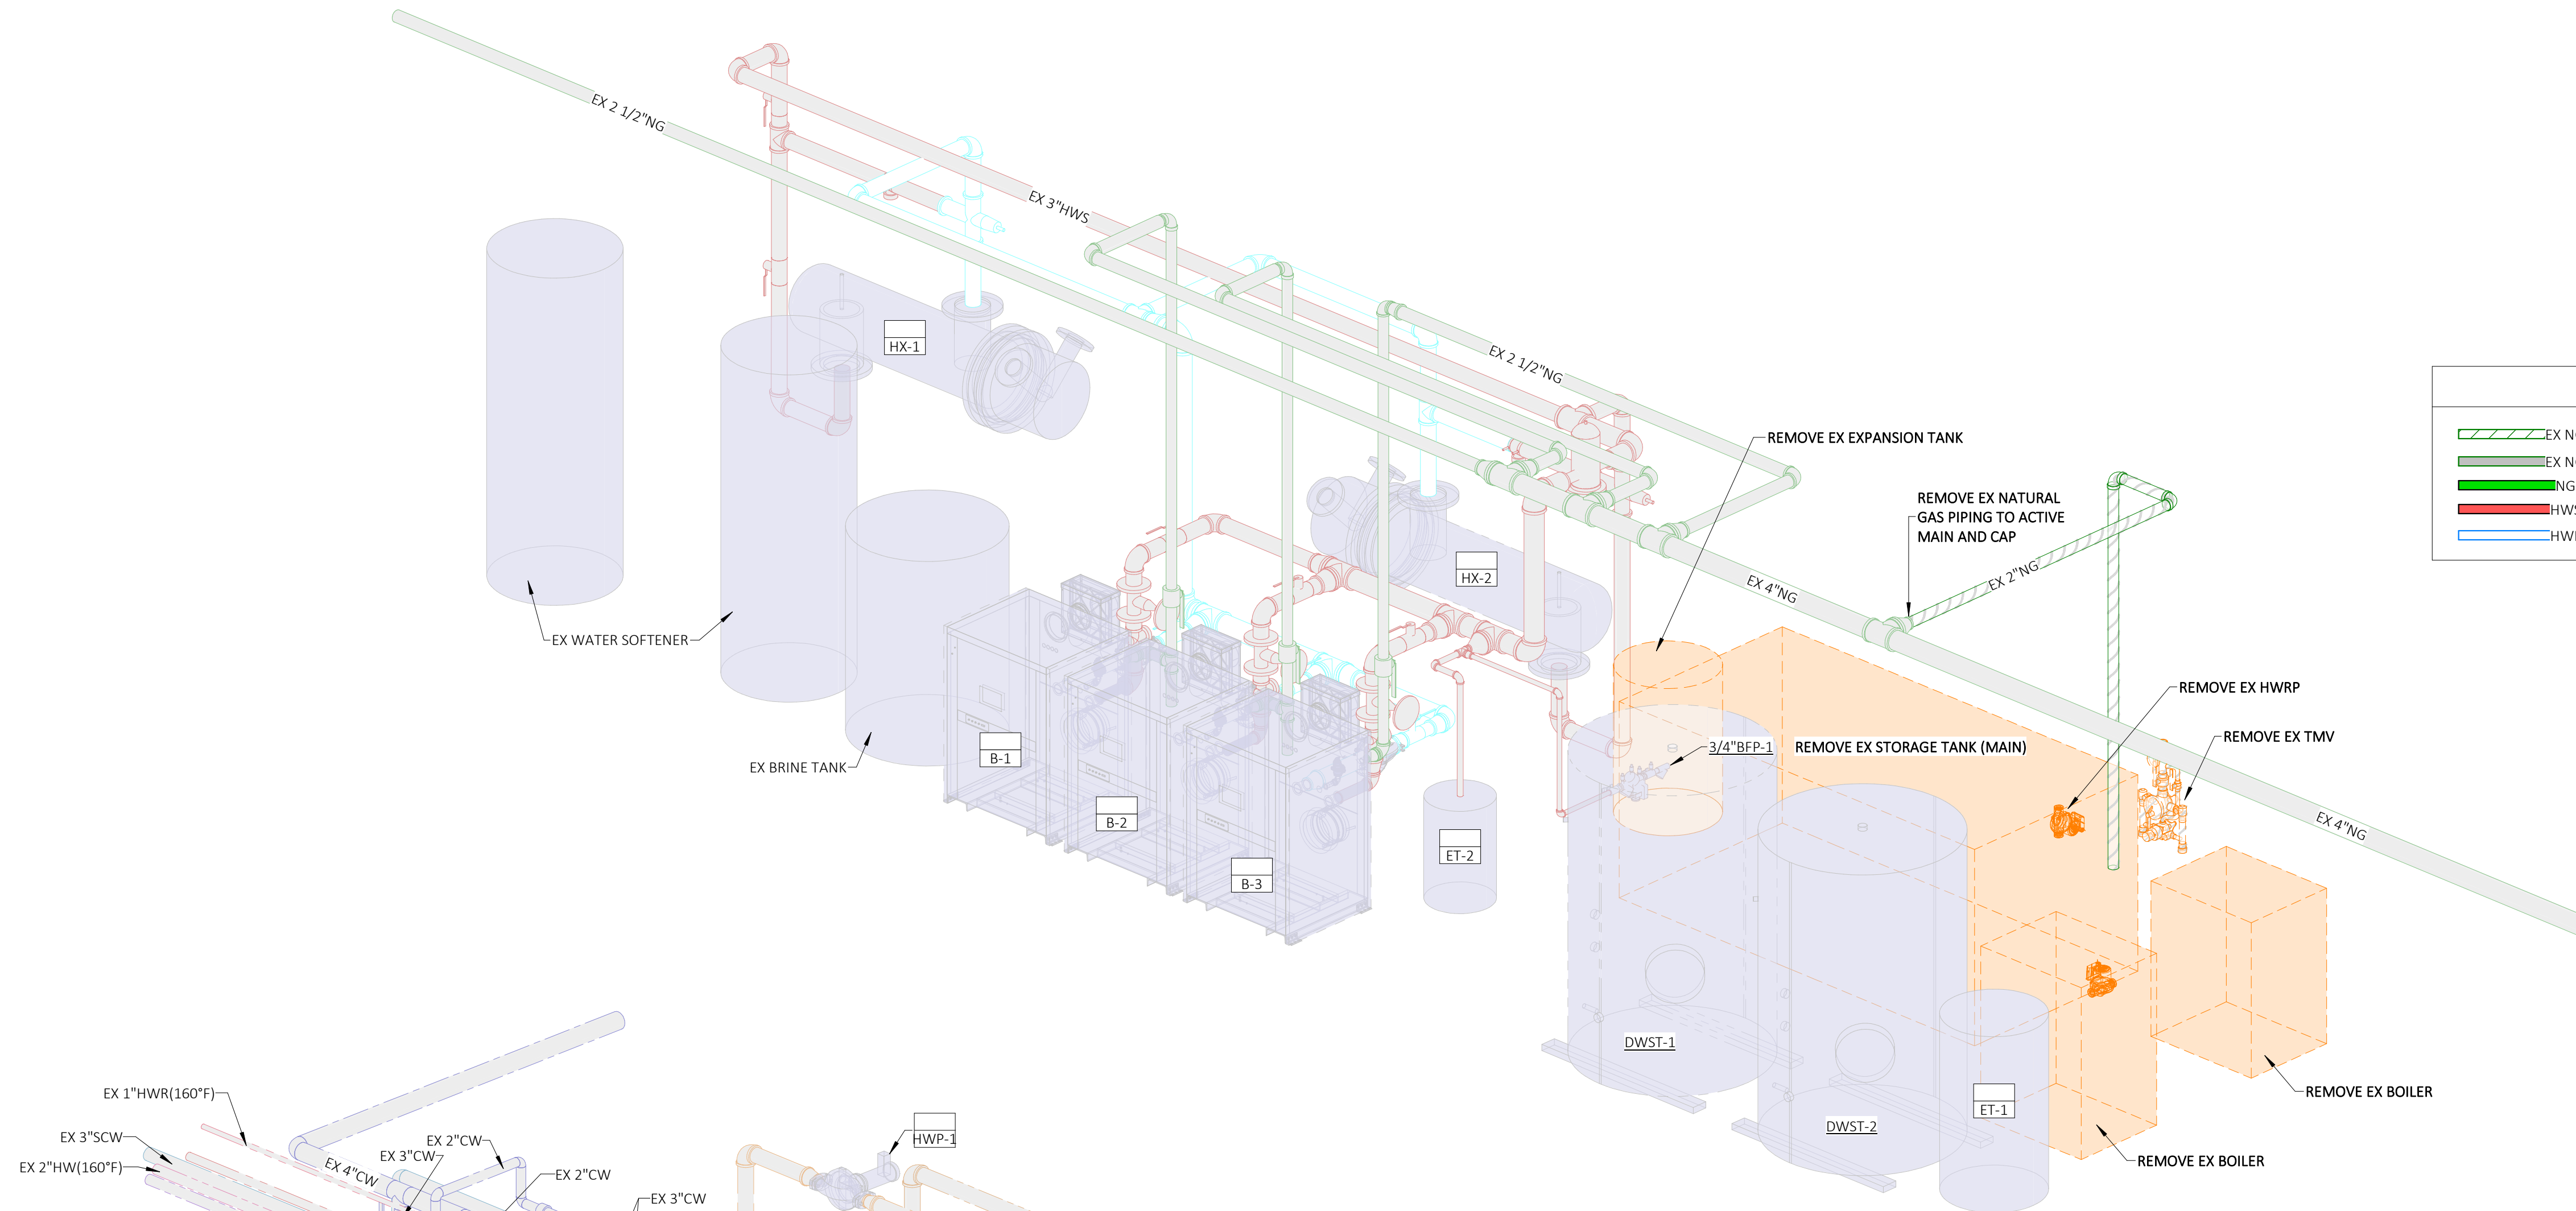 EX 2 1/2"NG
EX 3"HWS
HX-1
EX 2 1/2"NG
REMOVE EX EXPANSION TANK
EX N
EX N
NG
HWS
HW
REMOVE EX NATURAL
GAS PIPING TO ACTIVE
MAIN AND CAP
HX-2
EX 4"NG
EX 2"NG
EX WATER SOFTENER
REMOVE EX HWRP
REMOVE EX TMV
3/4"BFP-1
REMOVE EX STORAGE TANK (MAIN)
EX BRINE TANK
B-1
B-2
B-3
ET-2
EX 4"NG
DWST-1
DWST-2
ET-1
REMOVE EX BOILER
REMOVE EX BOILER
EX 1"HWR(160°F)
EX 3"SCW
EX 2"HW(160°F)
EX 4"CW
EX 3"CW
EX 2"CW
EX 2"CW
EX 3"CW
HWP-1